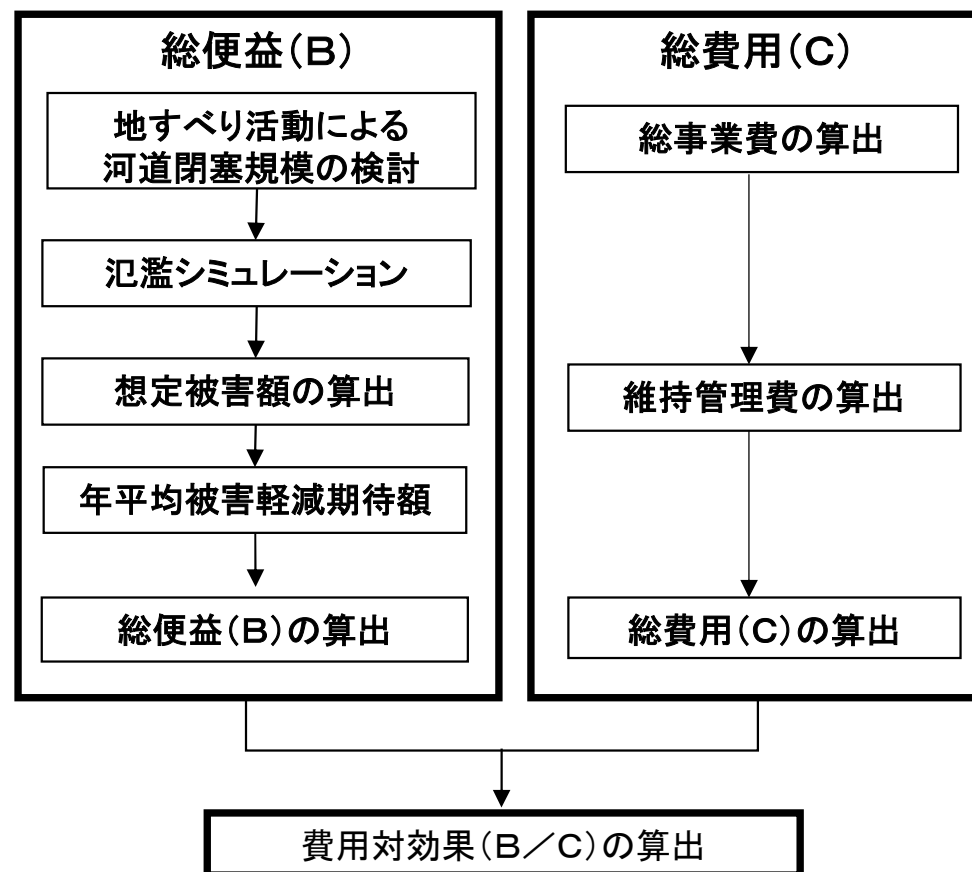 総便益(B)
地すべり活動による
河道閉塞規模の検討
氾濫シミュレーション
想定被害額の算出
年平均被害軽減期待額
総便益(B)の算出
総費用(C)
総事業費の算出
維持管理費の算出
総費用(C)の算出
費用対効果(B/C)の算出